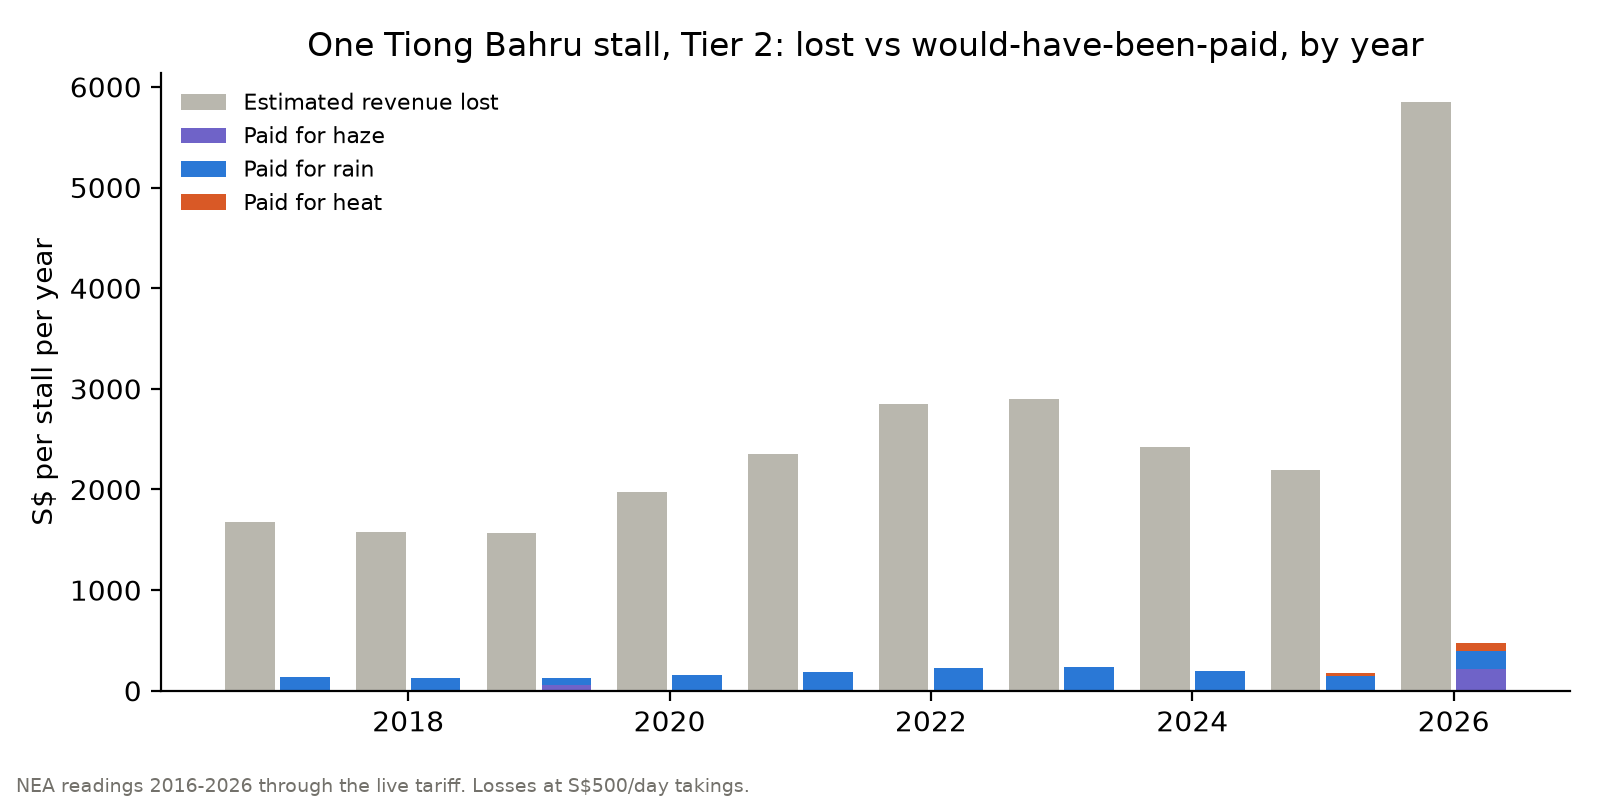 One Tiong Bahru stall, Tier 2: lost vs would-have-been-paid, by year
S$ per stall per year
6000
5000
4000
3000
2000
1000
0
Estimated revenue lost
Paid for haze
Paid for rain
Paid for heat
2018
2020
2022
2024
2026
NEA readings 2016-2026 through the live tariff. Losses at S$500/day takings.